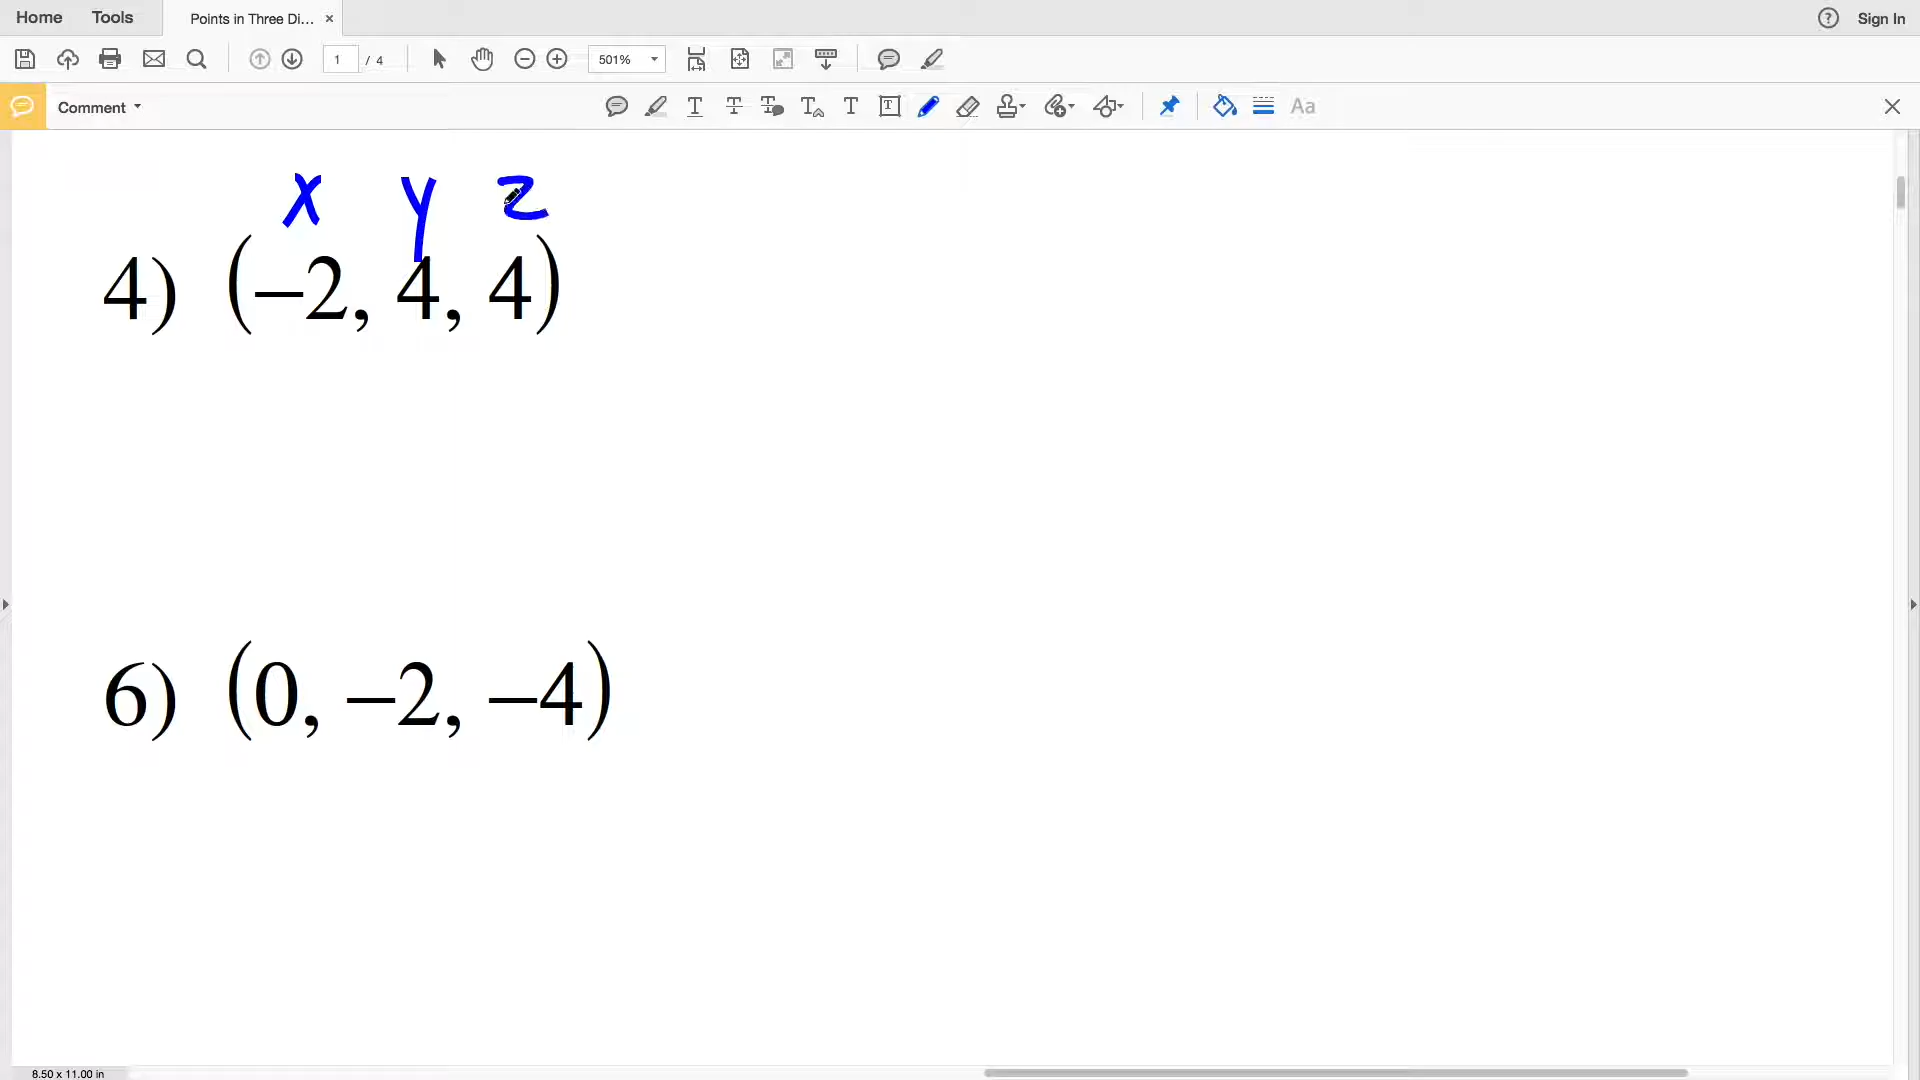 Home Tools Points in Three Di... × Sign In
1 / 4 501%
Comment Aa
x y z
4) (−2, 4, 4)
6) (0, −2, −4)
8.50 x 11.00 in